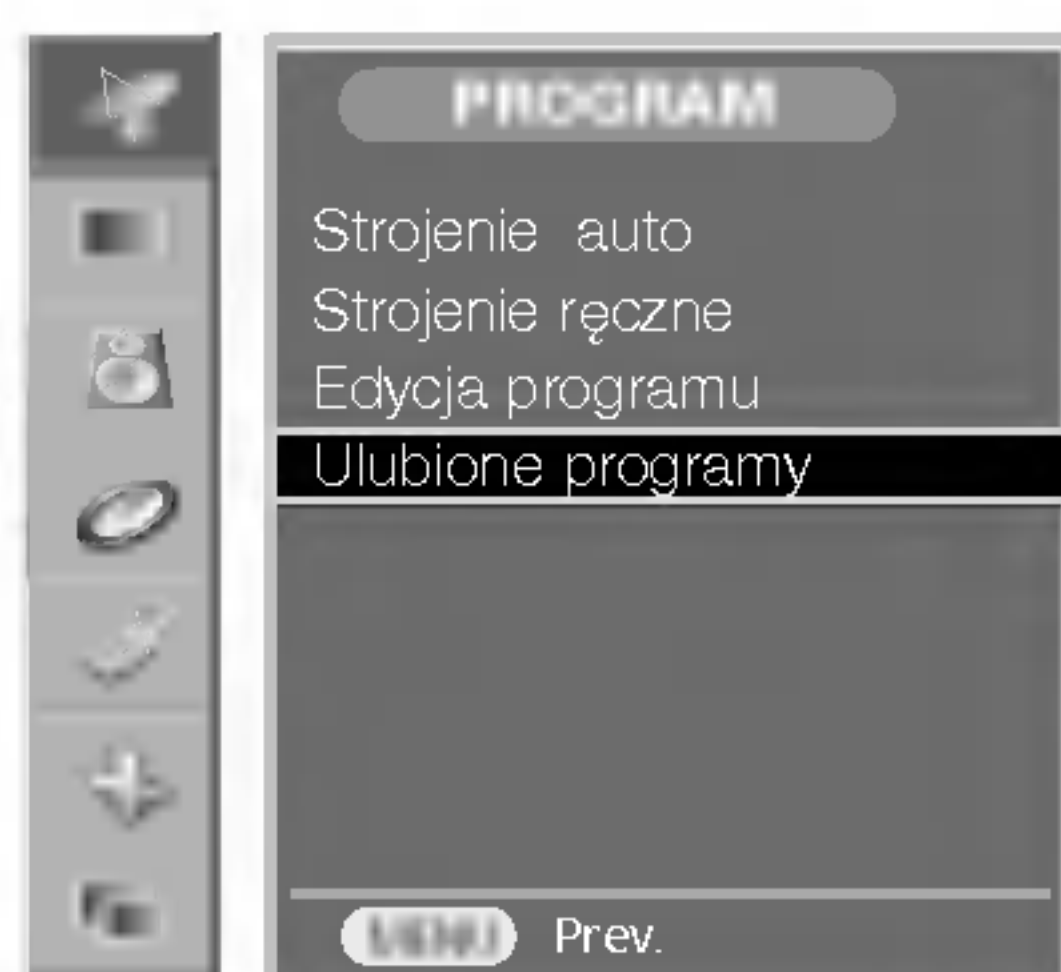 PROGRAM
Strojenie auto
Strojenie ręczne
Edycja programu
Ulubione programy
MENU Prev.